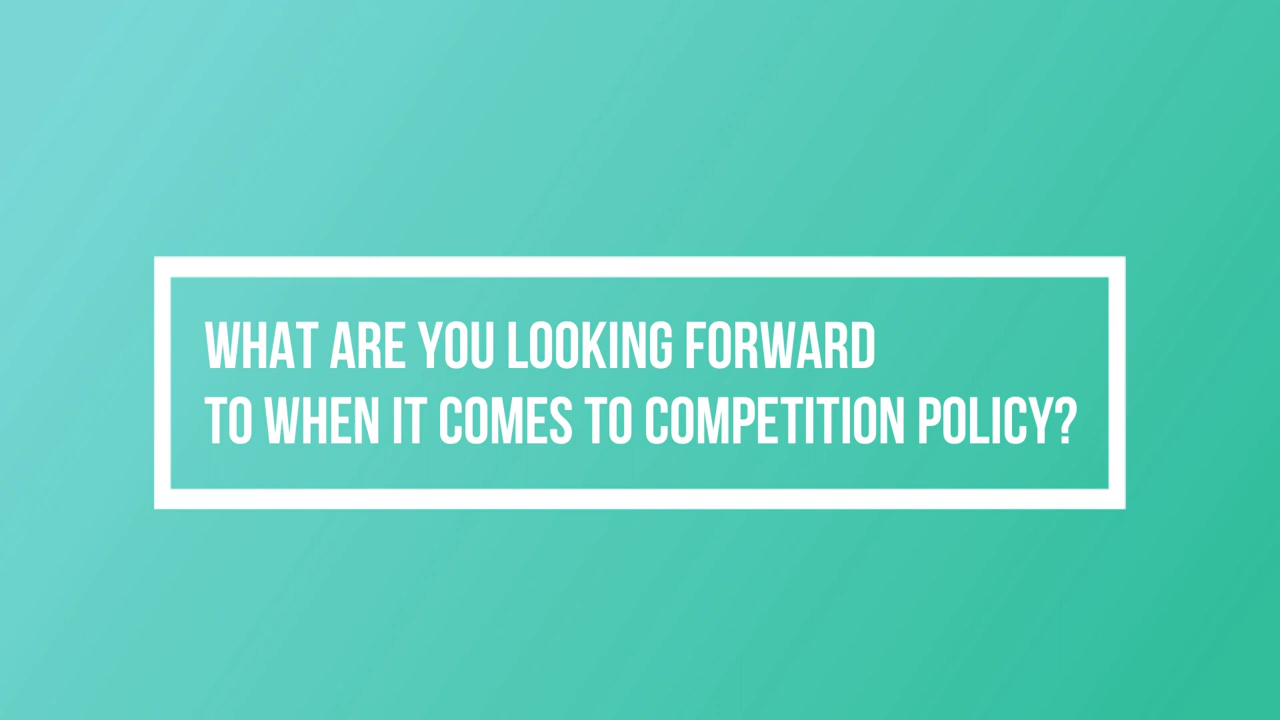 WHAT ARE YOU LOOKING FORWARD
TO WHEN IT COMES TO COMPETITION POLICY?